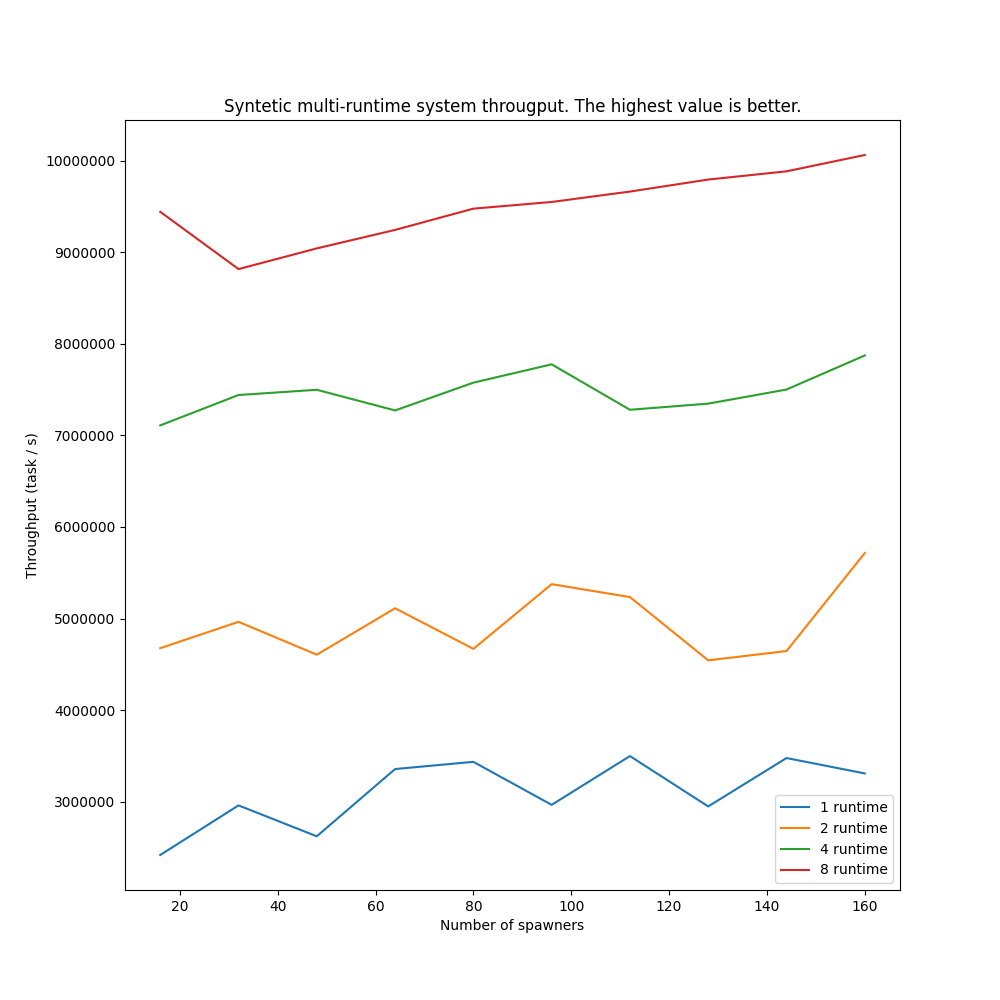 Syntetic multi-runtime system througput. The highest value is better.
10000000
9000000
8000000
7000000
6000000
5000000
4000000
3000000
Throughput (task / s)
20 40 60 80 100 120 140 160
Number of spawners
1 runtime
2 runtime
4 runtime
8 runtime